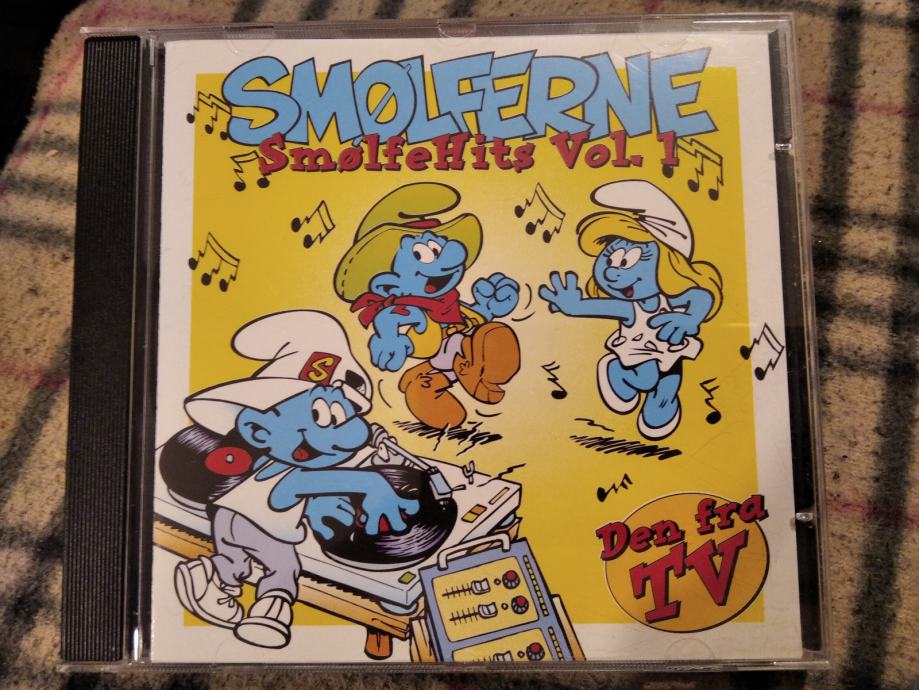 SMØLFERNE
SmølfeHits Vol. 1
S
Den fra
TV